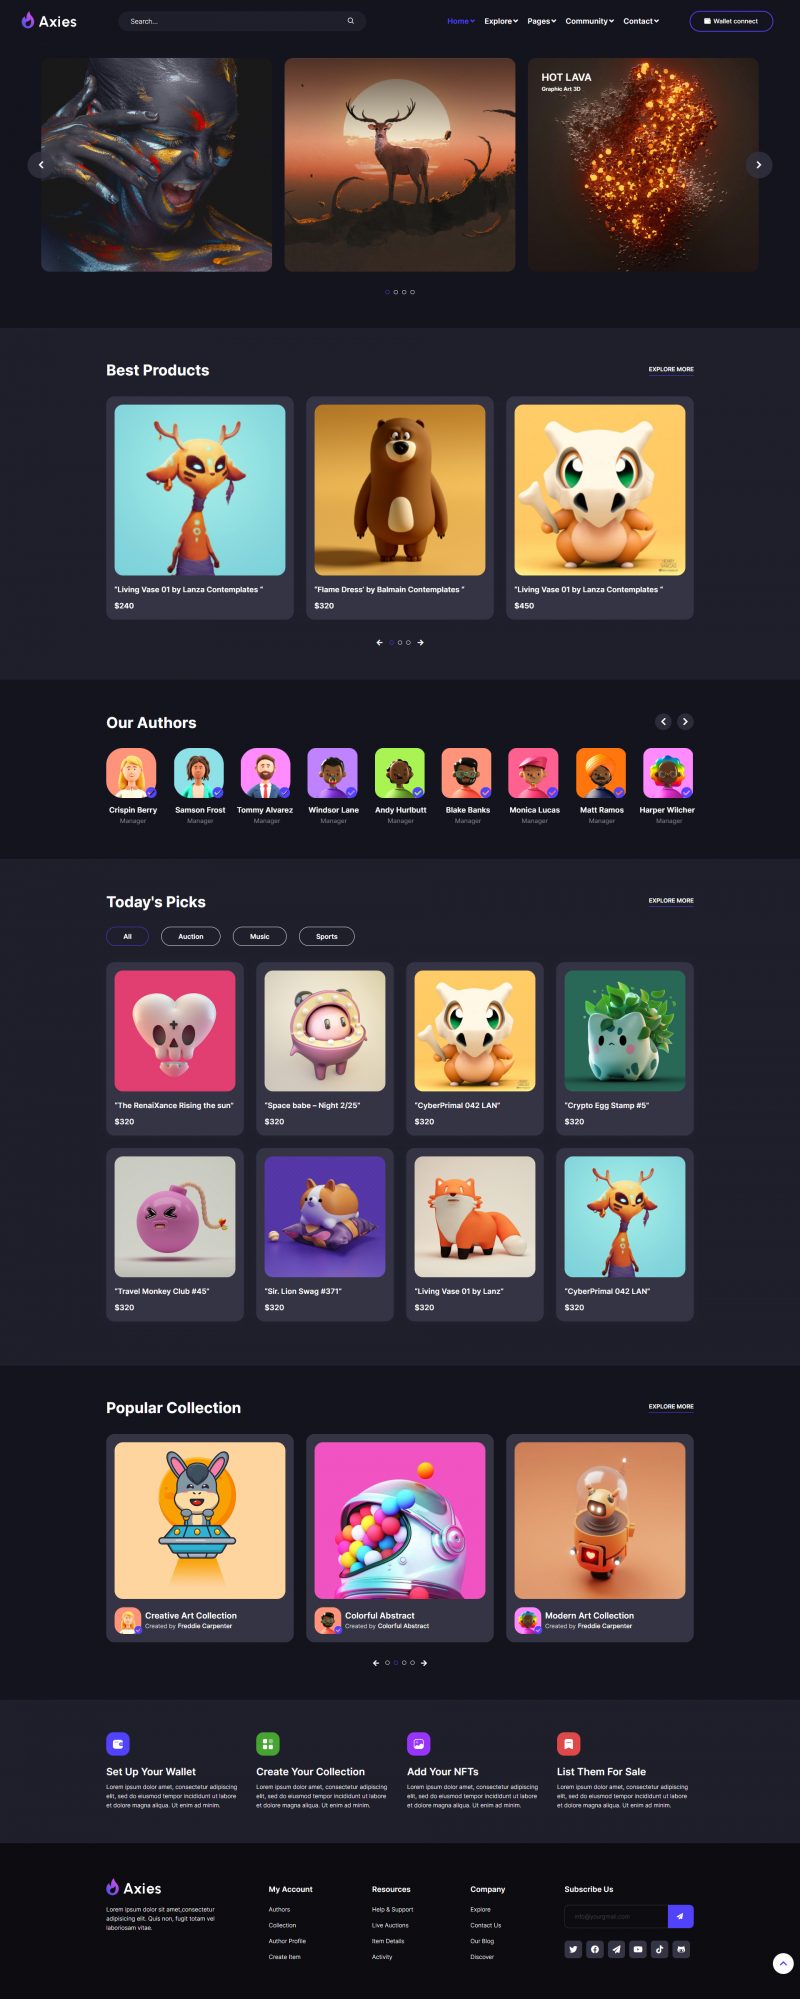 Axies
Search...
Home Explore Pages Community Contact
Wallet connect
HOT LAVA
Graphic Art 3D
Best Products
EXPLORE MORE
“Living Vase 01 by Lanza Contemplates ”
$240
“Flame Dress’ by Balmain Contemplates ”
$320
“Living Vase 01 by Lanza Contemplates ”
$450
Our Authors
Crispin Berry
Manager
Samson Frost
Manager
Tommy Alvarez
Manager
Windsor Lane
Manager
Andy Hurlbutt
Manager
Blake Banks
Manager
Monica Lucas
Manager
Matt Ramos
Manager
Harper Wilcher
Manager
Today's Picks
EXPLORE MORE
All
Auction
Music
Sports
“The RenaiXance Rising the sun”
$320
“Space babe – Night 2/25”
$320
“CyberPrimal 042 LAN”
$320
“Crypto Egg Stamp #5”
$320
“Travel Monkey Club #45”
$320
“Sir. Lion Swag #371”
$320
“Living Vase 01 by Lanz”
$320
“CyberPrimal 042 LAN”
$320
Popular Collection
EXPLORE MORE
Creative Art Collection
Created by Freddie Carpenter
Colorful Abstract
Created by Colorful Abstract
Modern Art Collection
Created by Freddie Carpenter
Set Up Your Wallet
Lorem ipsum dolor amet, consectetur adipiscing
elit, sed do eiusmod tempor incididunt ut labore
et dolore magna aliqua. Ut enim ad minim.
Create Your Collection
Lorem ipsum dolor amet, consectetur adipiscing
elit, sed do eiusmod tempor incididunt ut labore
et dolore magna aliqua. Ut enim ad minim.
Add Your NFTs
Lorem ipsum dolor amet, consectetur adipiscing
elit, sed do eiusmod tempor incididunt ut labore
et dolore magna aliqua. Ut enim ad minim.
List Them For Sale
Lorem ipsum dolor amet, consectetur adipiscing
elit, sed do eiusmod tempor incididunt ut labore
et dolore magna aliqua. Ut enim ad minim.
Axies
Lorem ipsum dolor sit amet,consectetur
adipisicing elit. Quis non, fugit totam vel
laboriosam vitae.
My Account
Authors
Collection
Author Profile
Create Item
Resources
Help & Support
Live Auctions
Item Details
Activity
Company
Explore
Contact Us
Our Blog
Discover
Subscribe Us
info@yourgmail.com